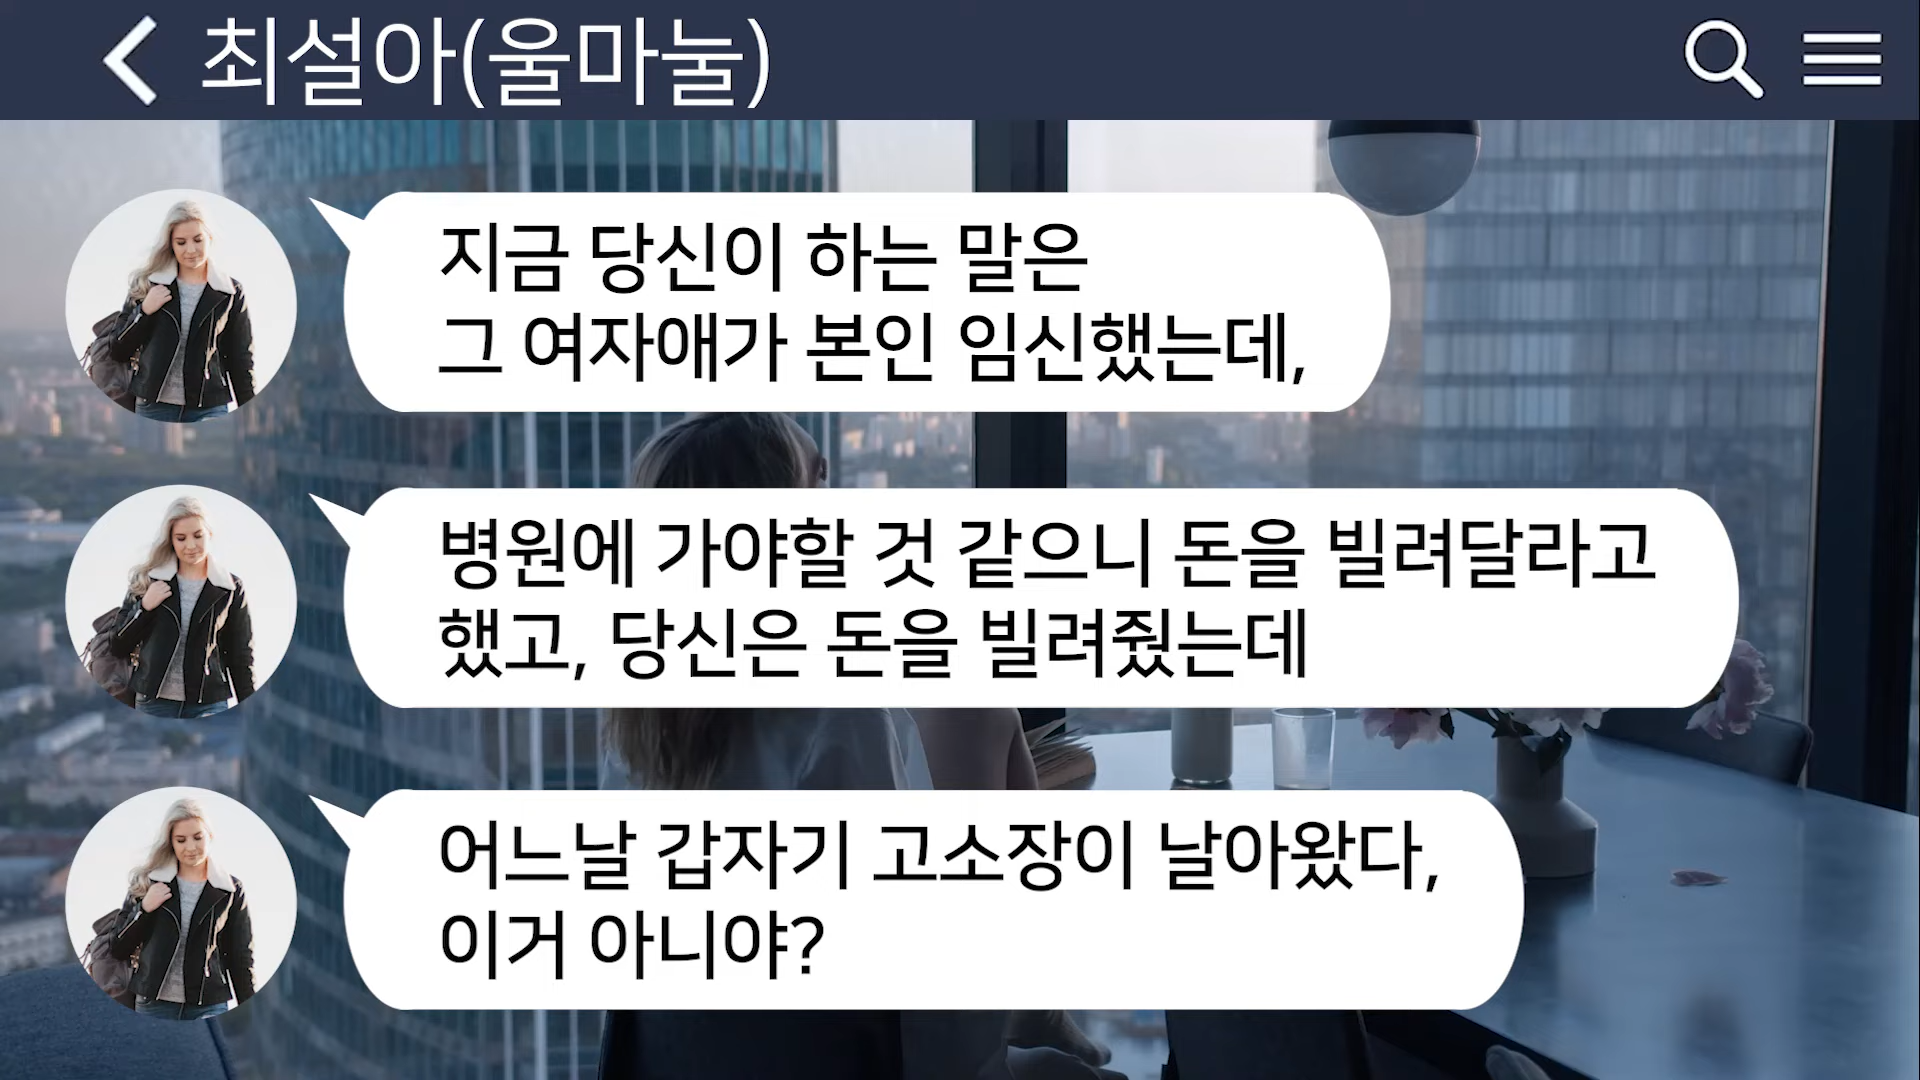 최설아(울마눌)
지금 당신이 하는 말은
그 여자애가 본인 임신했는데,
병원에 가야할 것 같으니 돈을 빌려달라고
했고, 당신은 돈을 빌려줬는데
어느날 갑자기 고소장이 날아왔다,
이거 아니야?